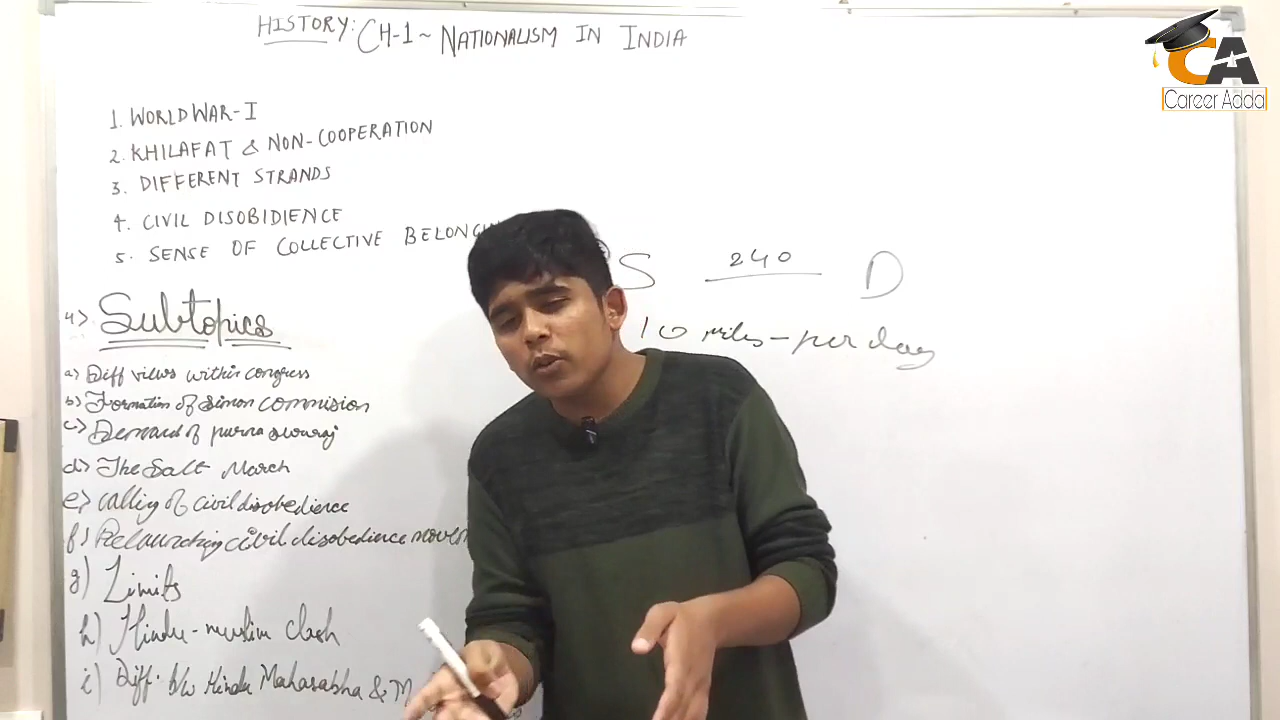 HISTORY: CH-1 ~ NATIONALISM IN INDIA
CA
Career Adda
1. WORLD WAR-I
2. KHILAFAT & NON-COOPERATION
3. DIFFERENT STRANDS
4. CIVIL DISOBIDIENCE
5. SENSE OF COLLECTIVE
S 240 D
10 miles - per day
4> Subtopics
a) Diff views within congress
b) Formation of simon commision
c) Demand of purna swaraj
d) The Salt March
e) calling of civil disobedience
f) Relaunching civil disobedience
g) Limits
h) Hindu-muslim clash
i) Diff. b/w Hindu Mahasabha &